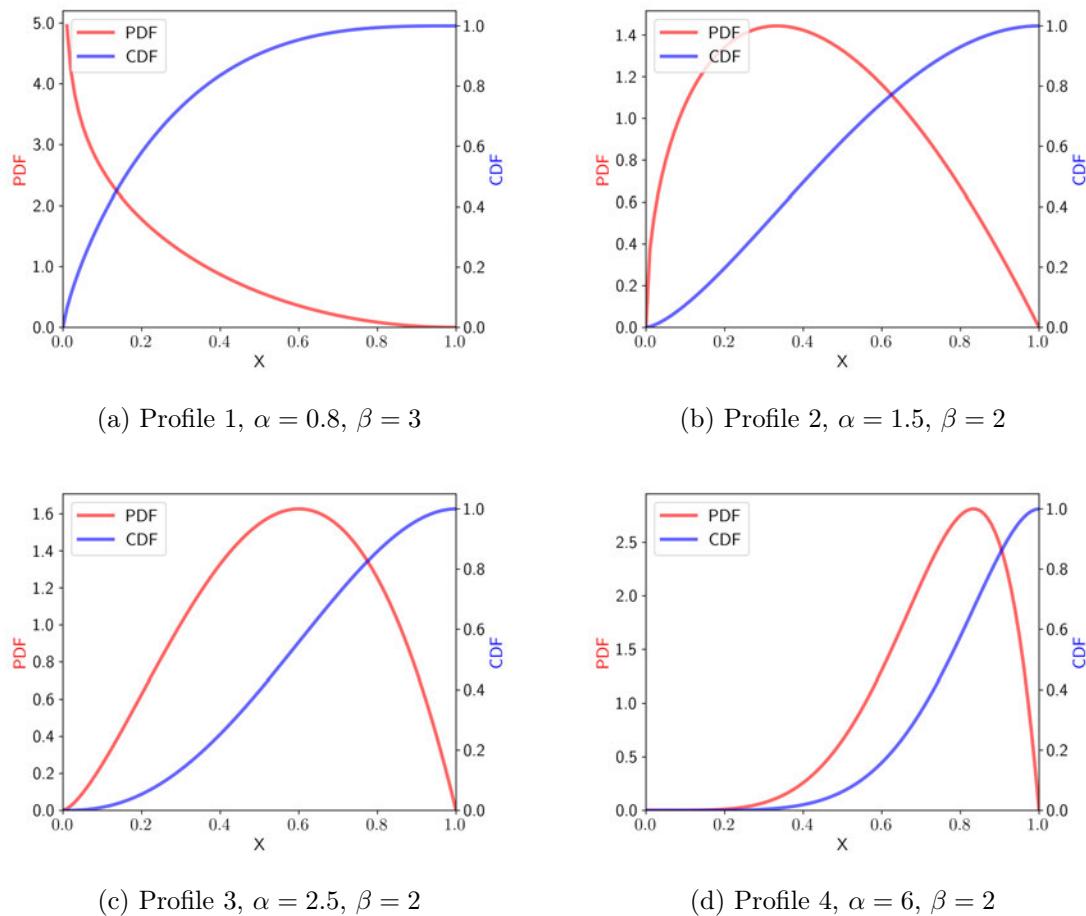 5.0
4.0
3.0
2.0
1.0
0.0
PDF
PDF
CDF
1.0
0.8
0.6
0.4
0.2
0.0
CDF
0.0 0.2 0.4 0.6 0.8 1.0
X
(a) Profile 1, α = 0.8, β = 3
1.4
1.2
1.0
0.8
0.6
0.4
0.2
0.0
PDF
PDF
CDF
1.0
0.8
0.6
0.4
0.2
0.0
CDF
0.0 0.2 0.4 0.6 0.8 1.0
X
(b) Profile 2, α = 1.5, β = 2
1.6
1.4
1.2
1.0
0.8
0.6
0.4
0.2
0.0
PDF
PDF
CDF
1.0
0.8
0.6
0.4
0.2
0.0
CDF
0.0 0.2 0.4 0.6 0.8 1.0
X
(c) Profile 3, α = 2.5, β = 2
2.5
2.0
1.5
1.0
0.5
0.0
PDF
PDF
CDF
1.0
0.8
0.6
0.4
0.2
0.0
CDF
0.0 0.2 0.4 0.6 0.8 1.0
X
(d) Profile 4, α = 6, β = 2